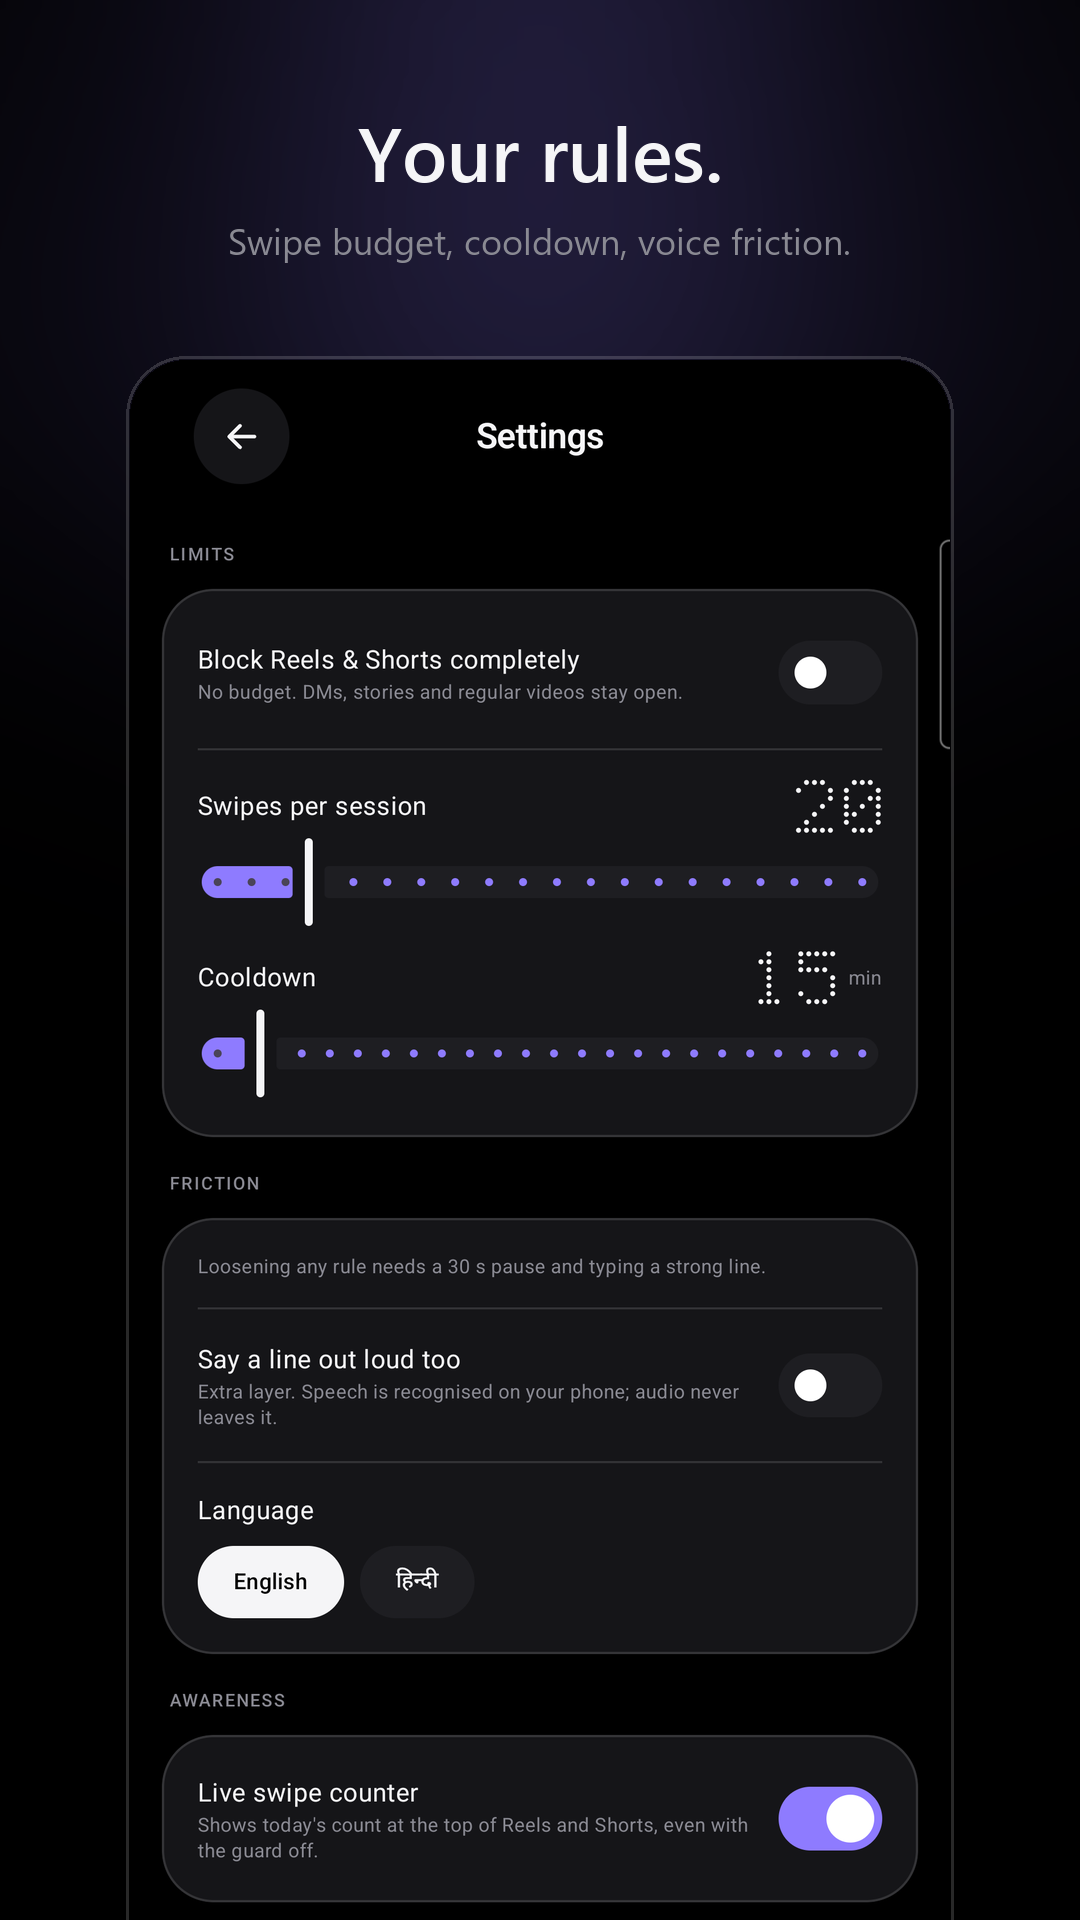 Your rules.
Swipe budget, cooldown, voice friction.
Settings
LIMITS
Block Reels & Shorts completely
No budget. DMs, stories and regular videos stay open.
Swipes per session
20
Cooldown
15 min
FRICTION
Loosening any rule needs a 30 s pause and typing a strong line.
Say a line out loud too
Extra layer. Speech is recognised on your phone; audio never
leaves it.
Language
English
हिन्दी
AWARENESS
Live swipe counter
Shows today's count at the top of Reels and Shorts, even with
the guard off.